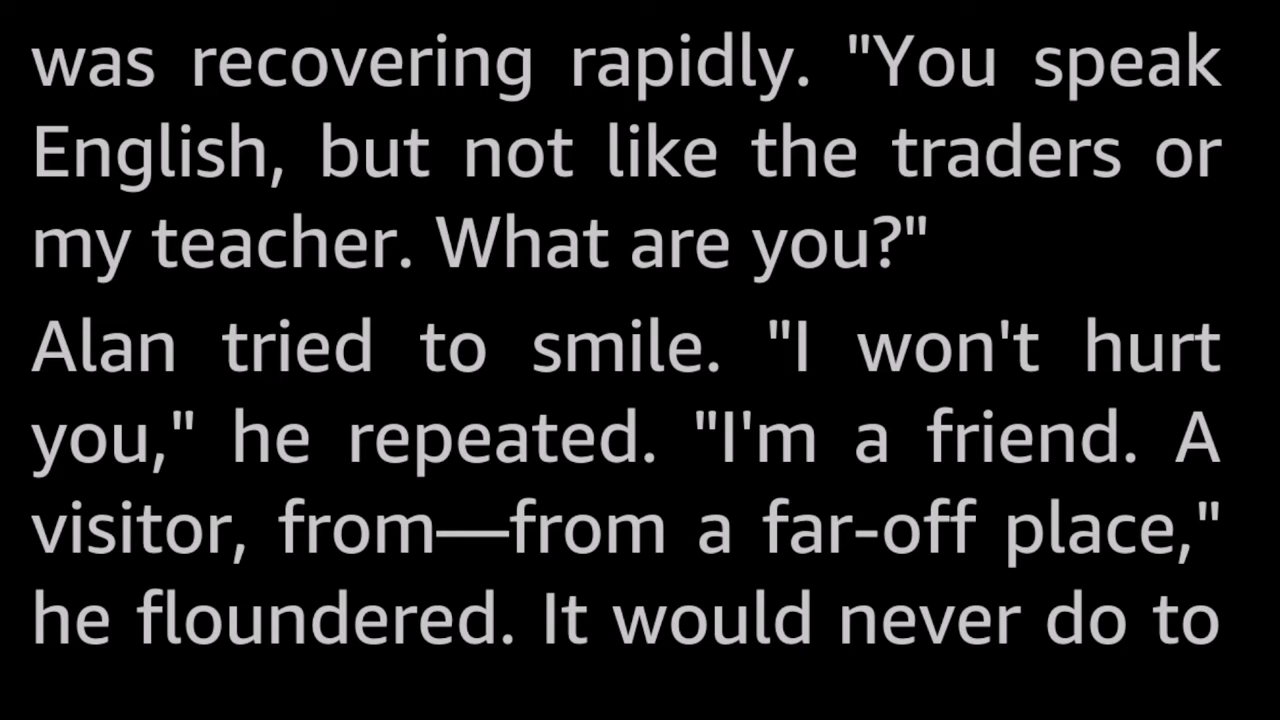 was recovering rapidly. "You speak
English, but not like the traders or
my teacher. What are you?"
Alan tried to smile. "I won't hurt
you," he repeated. "I'm a friend. A
visitor, from—from a far-off place,"
he floundered. It would never do to